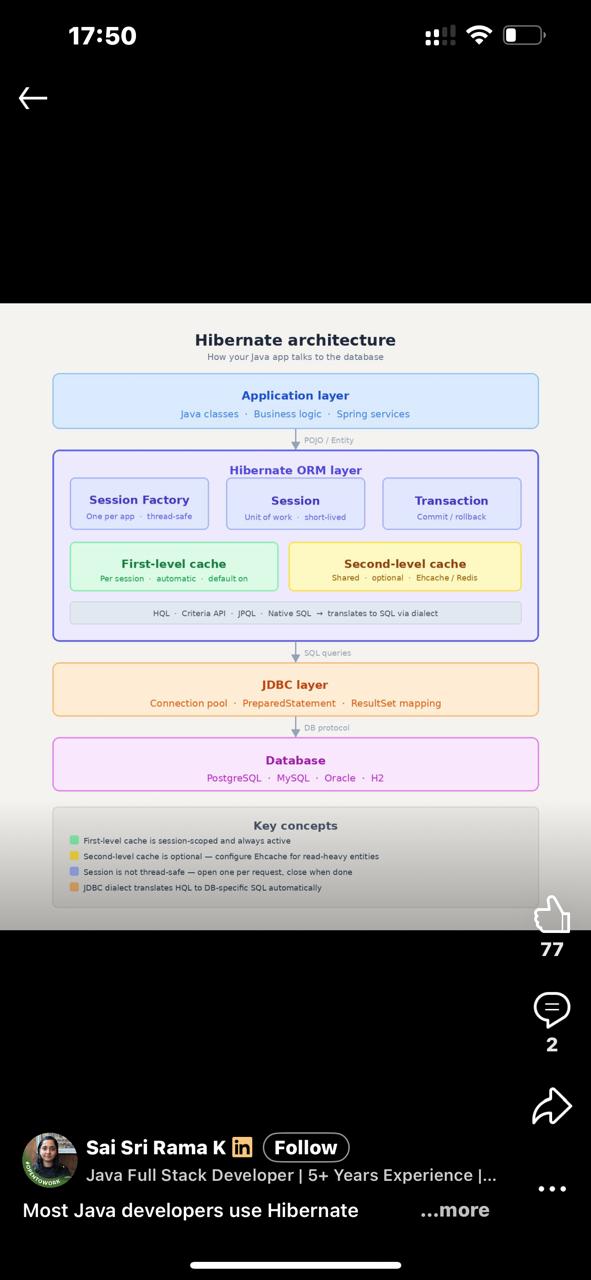 17:50
Hibernate architecture
How your Java app talks to the database
Application layer
Java classes · Business logic · Spring services
POJO / Entity
Hibernate ORM layer
Session Factory
One per app · thread-safe
Session
Unit of work · short-lived
Transaction
Commit / rollback
First-level cache
Per session · automatic · default on
Second-level cache
Shared · optional · Ehcache / Redis
HQL · Criteria API · JPQL · Native SQL → translates to SQL via dialect
SQL queries
JDBC layer
Connection pool · PreparedStatement · ResultSet mapping
DB protocol
Database
PostgreSQL · MySQL · Oracle · H2
Key concepts
First-level cache is session-scoped and always active
Second-level cache is optional — configure Ehcache for read-heavy entities
Session is not thread-safe — open one per request, close when done
JDBC dialect translates HQL to DB-specific SQL automatically
77
2
#OPENTOWORK
Sai Sri Rama K in Follow
Java Full Stack Developer | 5+ Years Experience |...
Most Java developers use Hibernate ...more